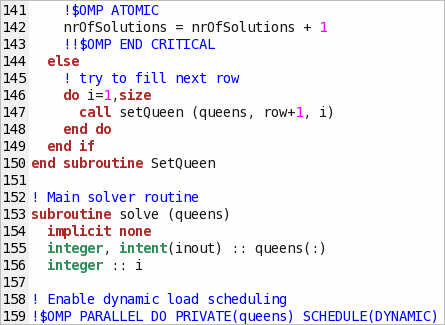 141     !$OMP ATOMIC
142     nrOfSolutions = nrOfSolutions + 1
143     !!$OMP END CRITICAL
144   else
145     ! try to fill next row
146     do i=1,size
147       call setQueen (queens, row+1, i)
148     end do
149   end if
150 end subroutine SetQueen
151
152 ! Main solver routine
153 subroutine solve (queens)
154   implicit none
155   integer, intent(inout) :: queens(:)
156   integer :: i
157
158 ! Enable dynamic load scheduling
159 !$OMP PARALLEL DO PRIVATE(queens) SCHEDULE(DYNAMIC)